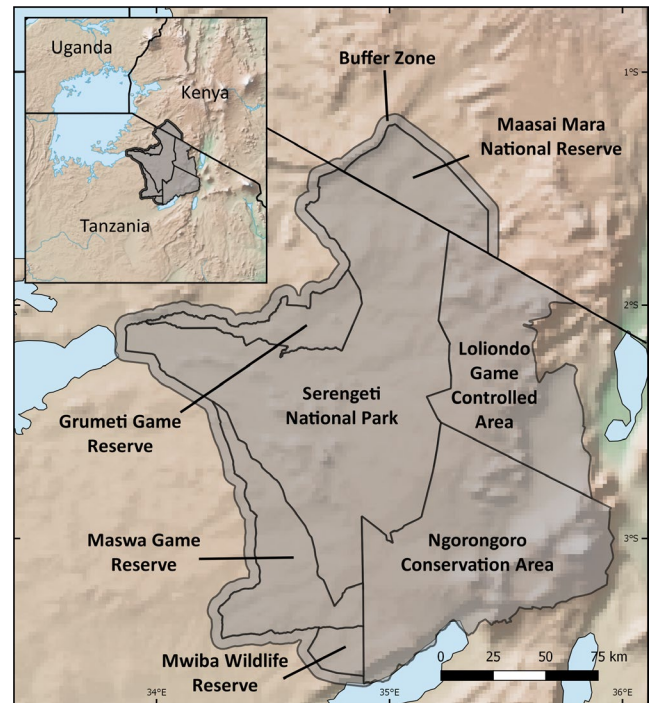 Uganda
Kenya
Tanzania
Buffer Zone
1°S
Maasai Mara
National Reserve
2°S
Loliondo
Game
Controlled
Area
Serengeti
National Park
Grumeti Game
Reserve
Maswa Game
Reserve
3°S
Ngorongoro
Conservation Area
Mwiba Wildlife
Reserve
0 25 50 75 km
34°E 35°E 36°E